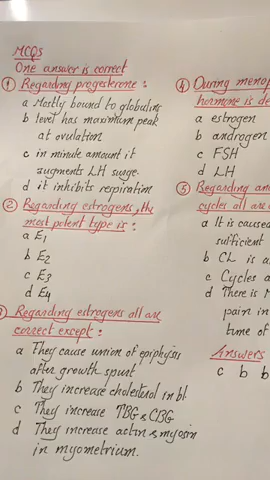 MCQS
One answer is correct
① Regarding progesterone:
a Mostly bound to globulins
b level has maximum peak
at ovulation
c in minute amount it
augments LH surge
d it inhibits respiration
② Regarding estrogens, the
most potent type is:
a E1
b E2
c E3
d E4
Regarding estrogens all are
correct except:
a They cause union of epiphysis
after growth spurt
b They increase cholesterol in bl
c They increase TBG & CBG
d They increase actin & myosin
in myometrium.
④ During menop
hormone is de
a estrogen
b androgen
c FSH
d LH
⑤ Regarding an
cycles all are
a It is caused
sufficient
b CL is a
c Cycles a
d There is
pain in
time of
Answers
c b b